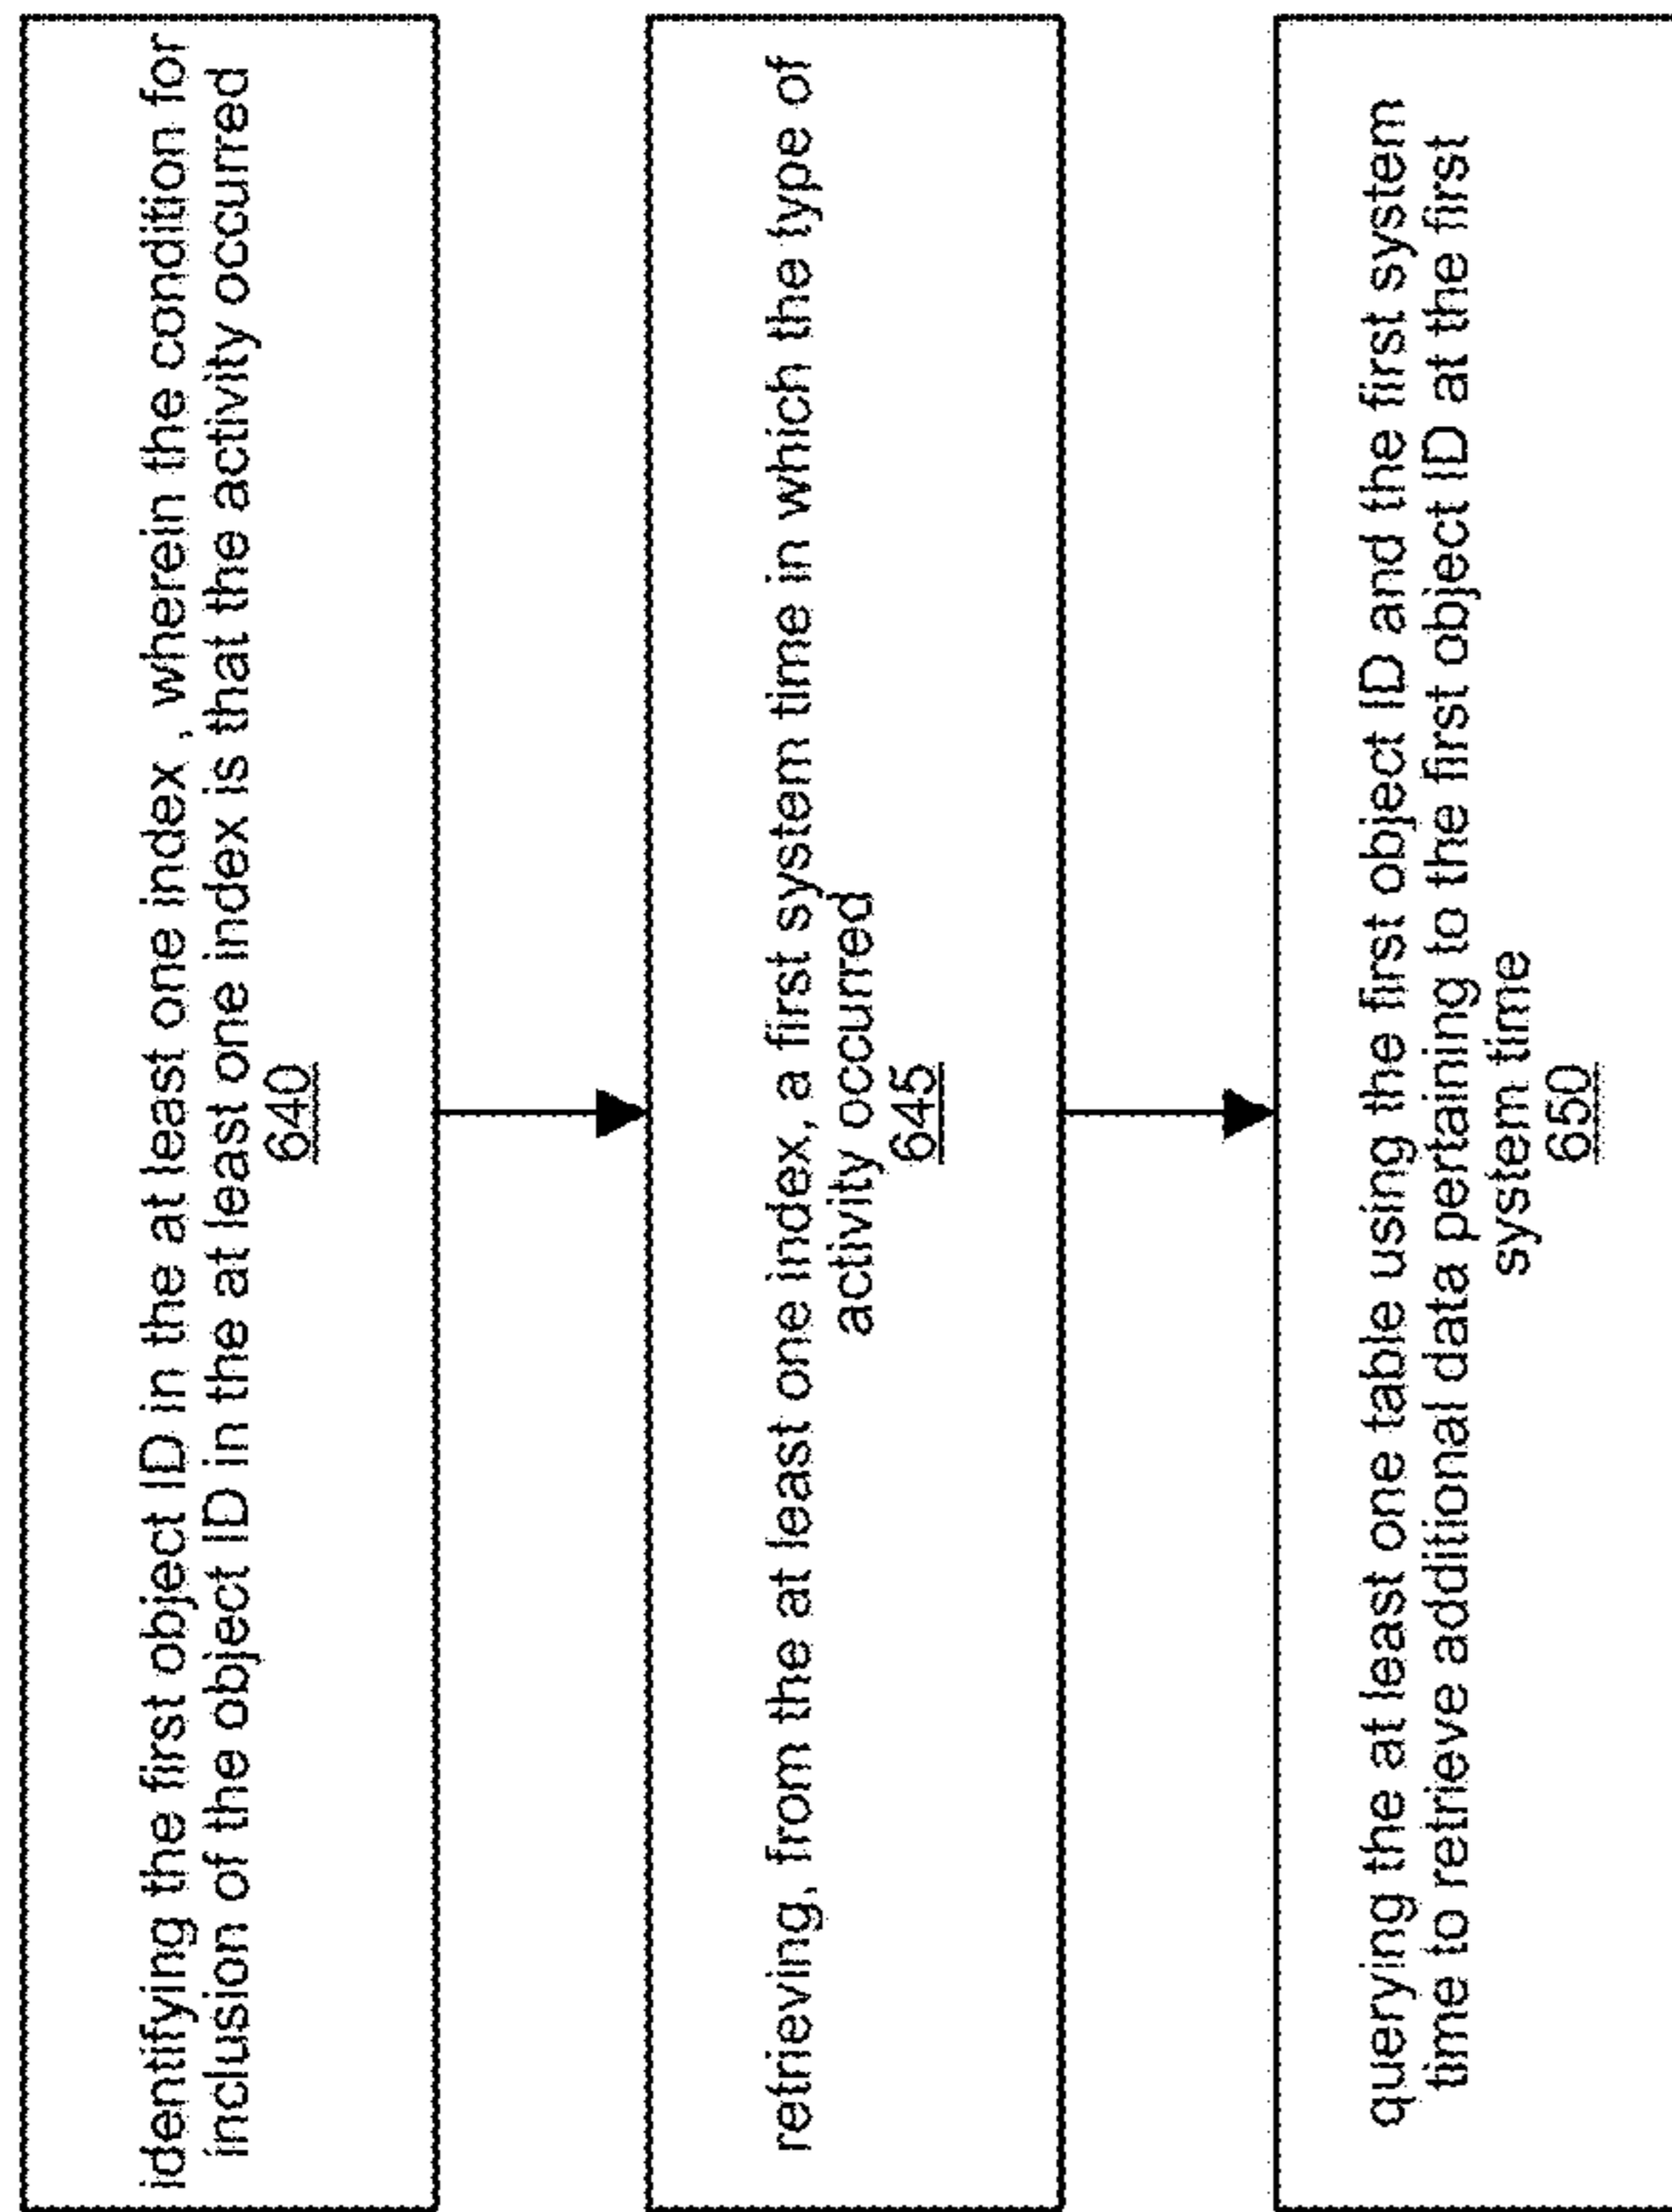 identifying the first object ID in the at least one index , wherein the condition for
inclusion of the object ID in the at least one index is that the activity occurred
640
retrieving, from the at least one index, a first system time in which the type of
activity occurred
645
querying the at least one table using the first object ID and the first system
time to retrieve additional data pertaining to the first object ID at the first
system time
650